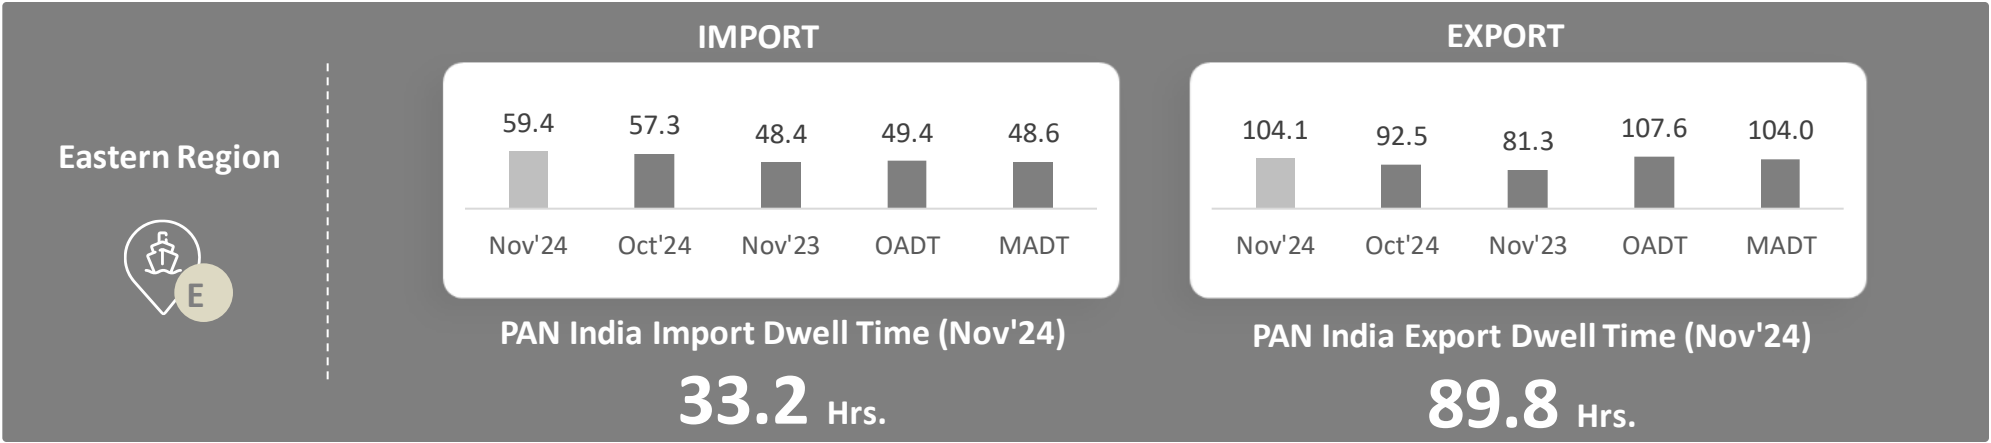 Eastern Region
E
IMPORT
59.4 57.3 48.4 49.4 48.6
Nov'24 Oct'24 Nov'23 OADT MADT
PAN India Import Dwell Time (Nov'24)
33.2 Hrs.
EXPORT
104.1 92.5 81.3 107.6 104.0
Nov'24 Oct'24 Nov'23 OADT MADT
PAN India Export Dwell Time (Nov'24)
89.8 Hrs.